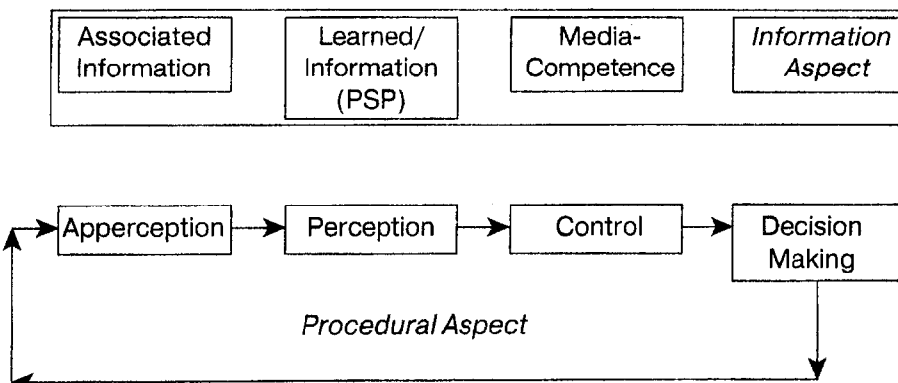 Associated
Information
Learned/
Information
(PSP)
Media-
Competence
Information
Aspect
Apperception
Perception
Control
Decision
Making
Procedural Aspect